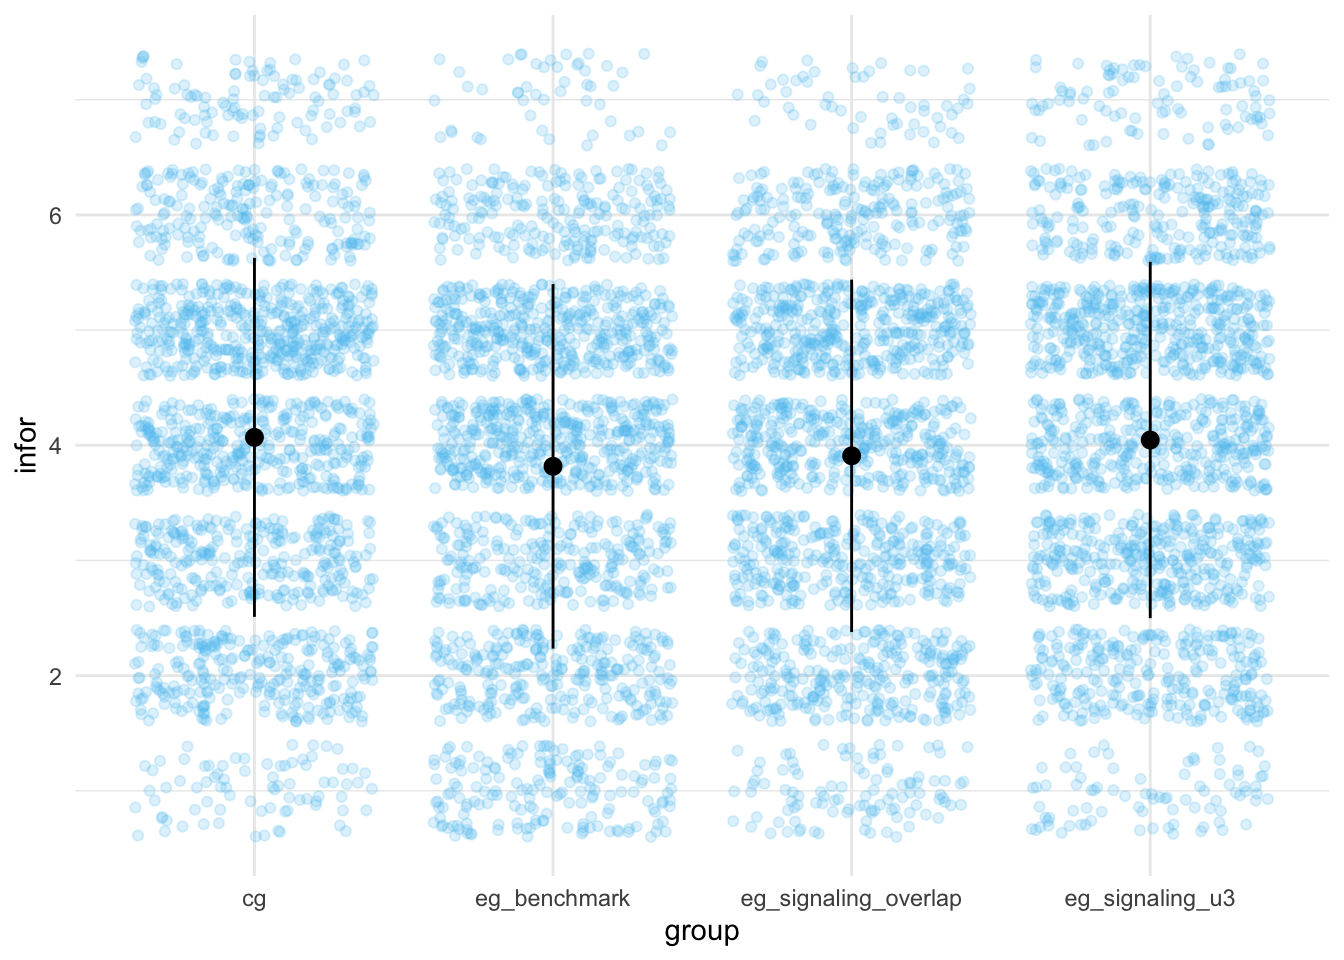 infor
6
4
2
cg
eg_benchmark
eg_signaling_overlap
eg_signaling_u3
group